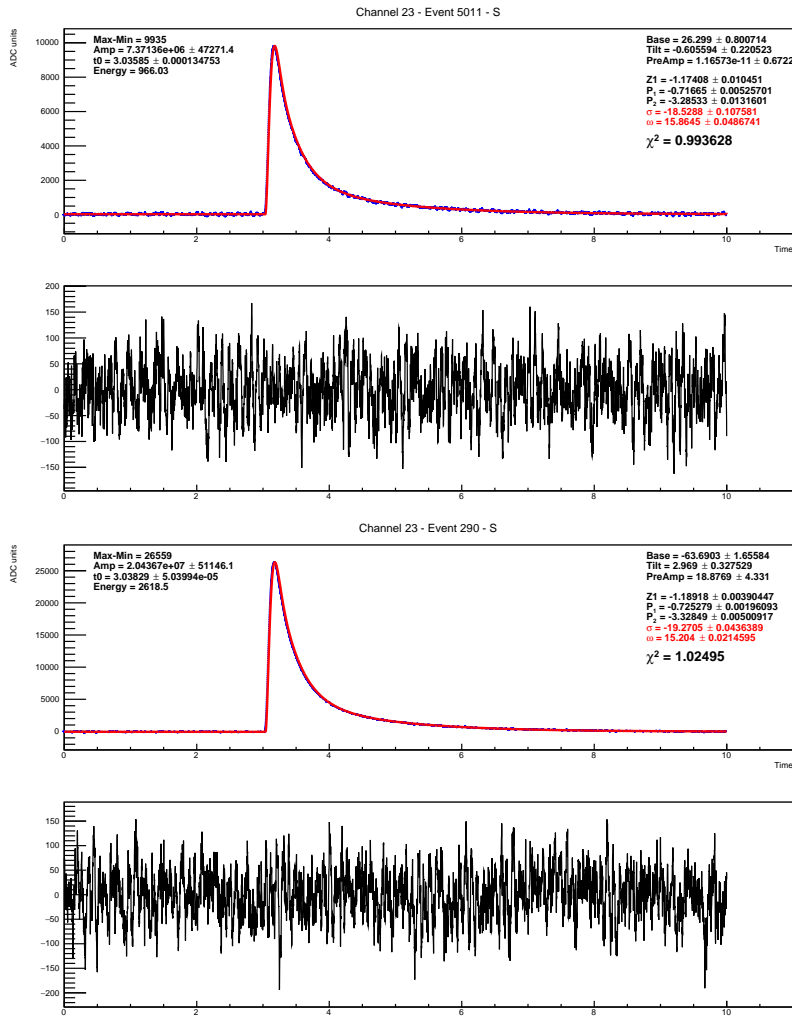 Channel 23 - Event 5011 - S
ADC units
Max-Min = 9935
Amp = 7.37136e+06 ± 47271.4
t0 = 3.03585 ± 0.000134753
Energy = 966.03
Base = 26.299 ± 0.800714
Tilt = -0.605594 ± 0.220523
PreAmp = 1.16573e-11 ± 0.6722
Z1 = -1.17408 ± 0.010451
P₁ = -0.71665 ± 0.00525701
P₂ = -3.28533 ± 0.0131601
σ = -18.5288 ± 0.107581
ω = 15.8645 ± 0.0486741
χ² = 0.993628
10000
8000
6000
4000
2000
0
0 2 4 6 8 10
Time
200
150
100
50
0
−50
−100
−150
0 2 4 6 8 10
Channel 23 - Event 290 - S
ADC units
Max-Min = 26559
Amp = 2.04367e+07 ± 51146.1
t0 = 3.03829 ± 5.03994e-05
Energy = 2618.5
Base = -63.6903 ± 1.65584
Tilt = 2.969 ± 0.327529
PreAmp = 18.8769 ± 4.331
Z1 = -1.18918 ± 0.00390447
P₁ = -0.725279 ± 0.00196093
P₂ = -3.32849 ± 0.00500917
σ = -19.2705 ± 0.0436389
ω = 15.204 ± 0.0214595
χ² = 1.02495
25000
20000
15000
10000
5000
0
0 2 4 6 8 10
Time
150
100
50
0
−50
−100
−150
−200
0 2 4 6 8 10